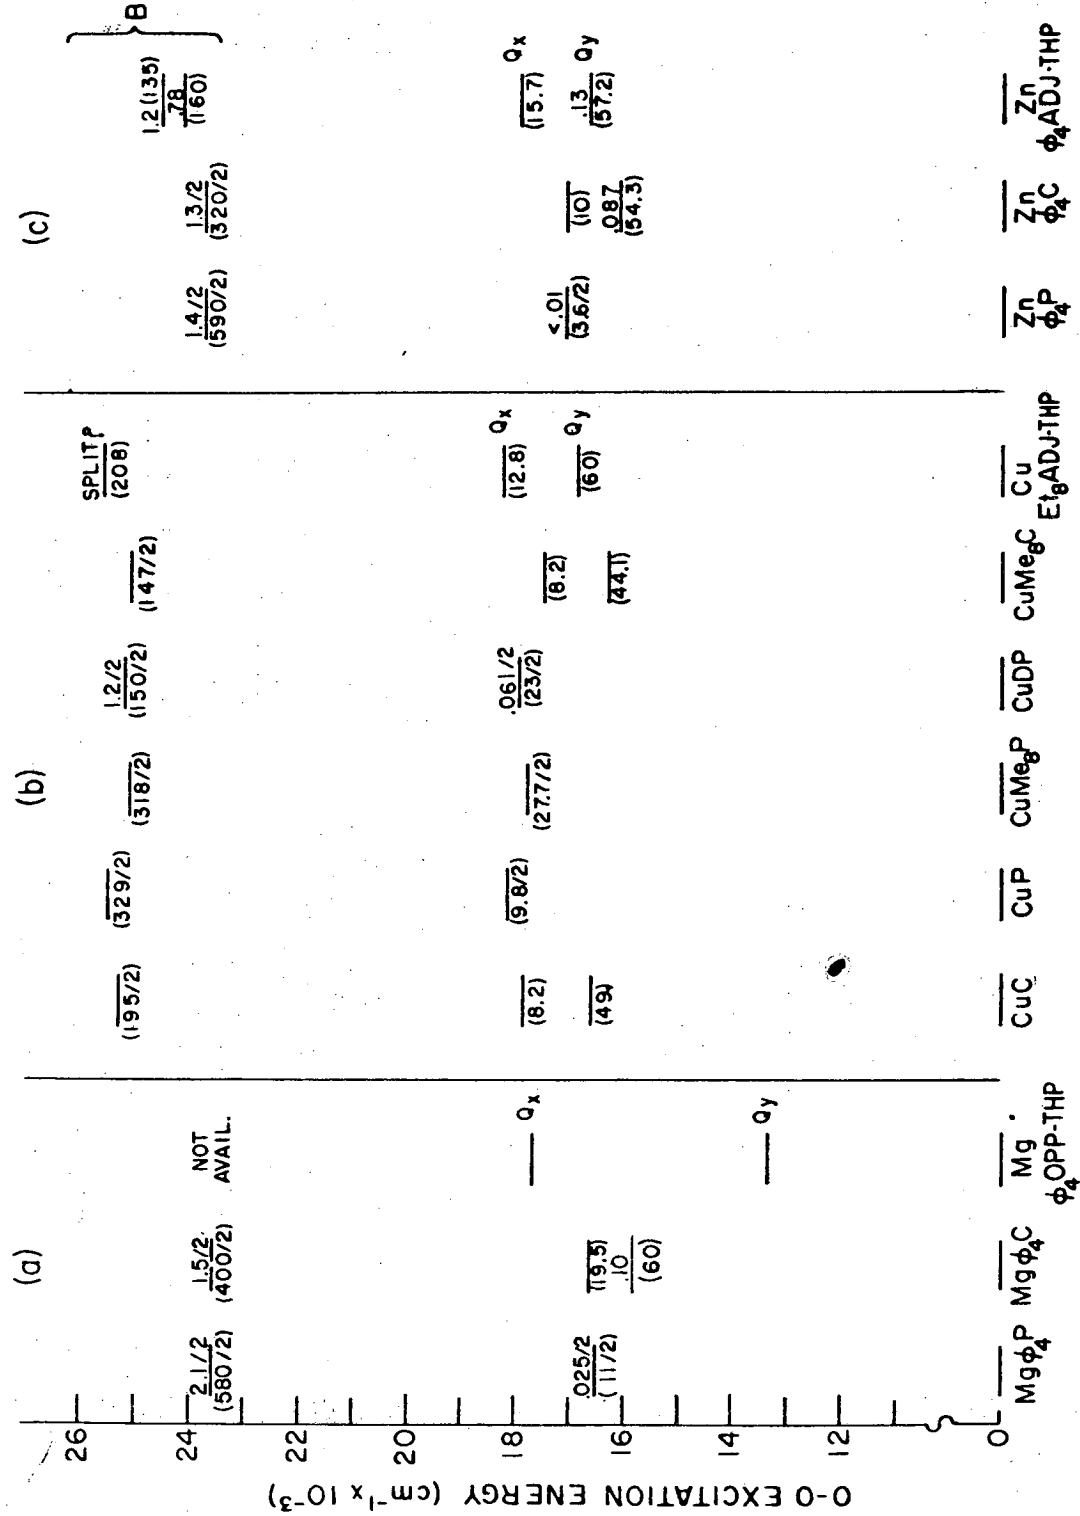 0-0 EXCITATION ENERGY (cm⁻¹ x 10⁻³)
26
24
22
20
18
16
14
12
0
(a)
2.1/2
(580/2)
.025/2
(11/2)
Mgϕ₄P
1.5/2
(400/2)
(19.5)
.10
(60)
Mgϕ₄C
NOT
AVAIL.
Qx
Qy
Mg
ϕ₄OPP-THP
(b)
(195/2)
(8.2)
(49)
CuC
(329/2)
(9.8/2)
CuP
(318/2)
(27.7/2)
CuMe₈P
1.2/2
(150/2)
.061/2
(23/2)
CuDP
(147/2)
(8.2)
(44.1)
CuMe₈C
SPLIT?
(208)
Qx
(12.8)
Qy
(60)
Cu
Et₈ADJ-THP
(c)
1.4/2
(590/2)
<.01
(3.6/2)
Zn
ϕ₄P
1.3/2
(320/2)
(10)
.087
(54.3)
Zn
ϕ₄C
1.2(135)
.78
(160)
B
Qx
(15.7)
.13
Qy
(57.2)
Zn
ϕ₄ADJ-THP